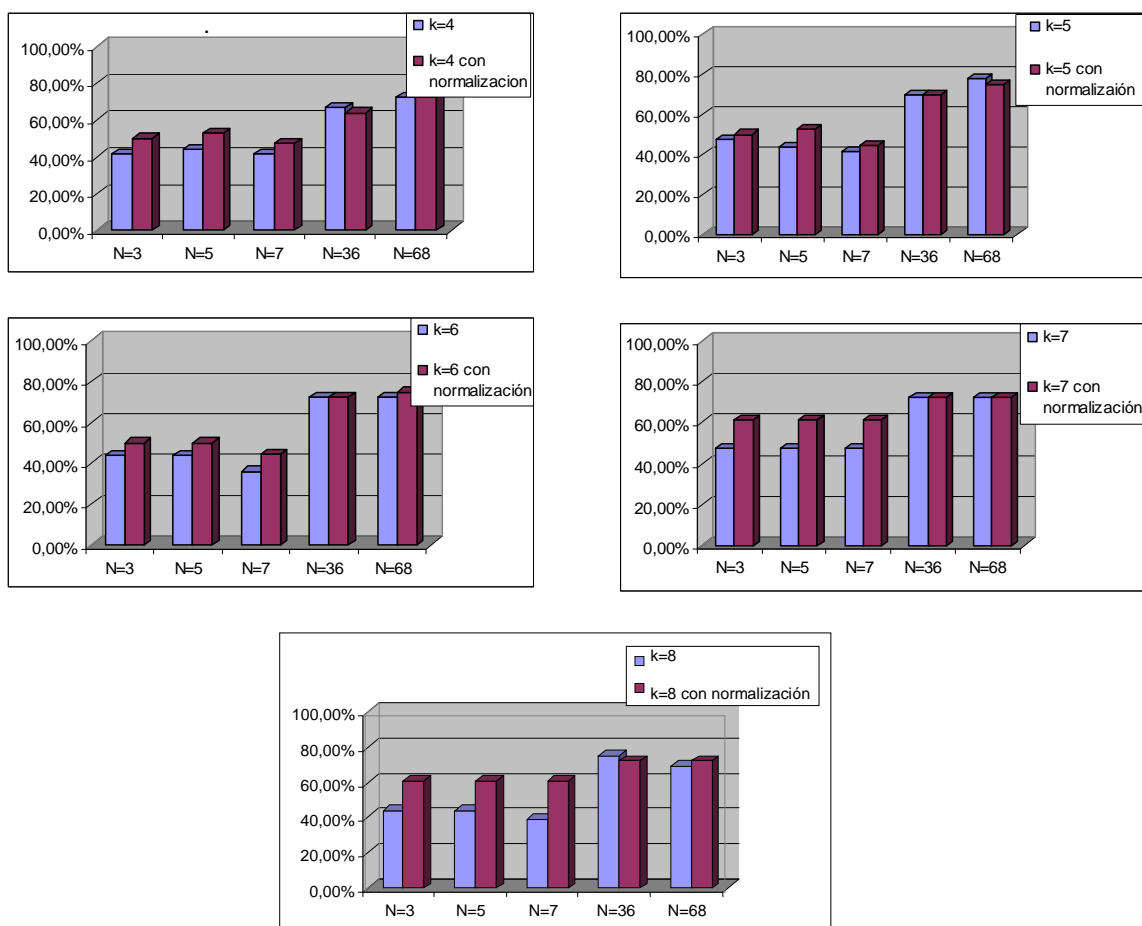 k=4
k=4 con
normalizacion
100,00%
80,00%
60,00%
40,00%
20,00%
0,00%
N=3 N=5 N=7 N=36 N=68
k=5
k=5 con
normalizaión
100,00%
80,00%
60,00%
40,00%
20,00%
0,00%
N=3 N=5 N=7 N=36 N=68
k=6
k=6 con
normalización
100,00%
80,00%
60,00%
40,00%
20,00%
0,00%
N=3 N=5 N=7 N=36 N=68
k=7
k=7 con
normalización
100,00%
80,00%
60,00%
40,00%
20,00%
0,00%
N=3 N=5 N=7 N=36 N=68
k=8
k=8 con normalización
100,00%
80,00%
60,00%
40,00%
20,00%
0,00%
N=3 N=5 N=7 N=36 N=68